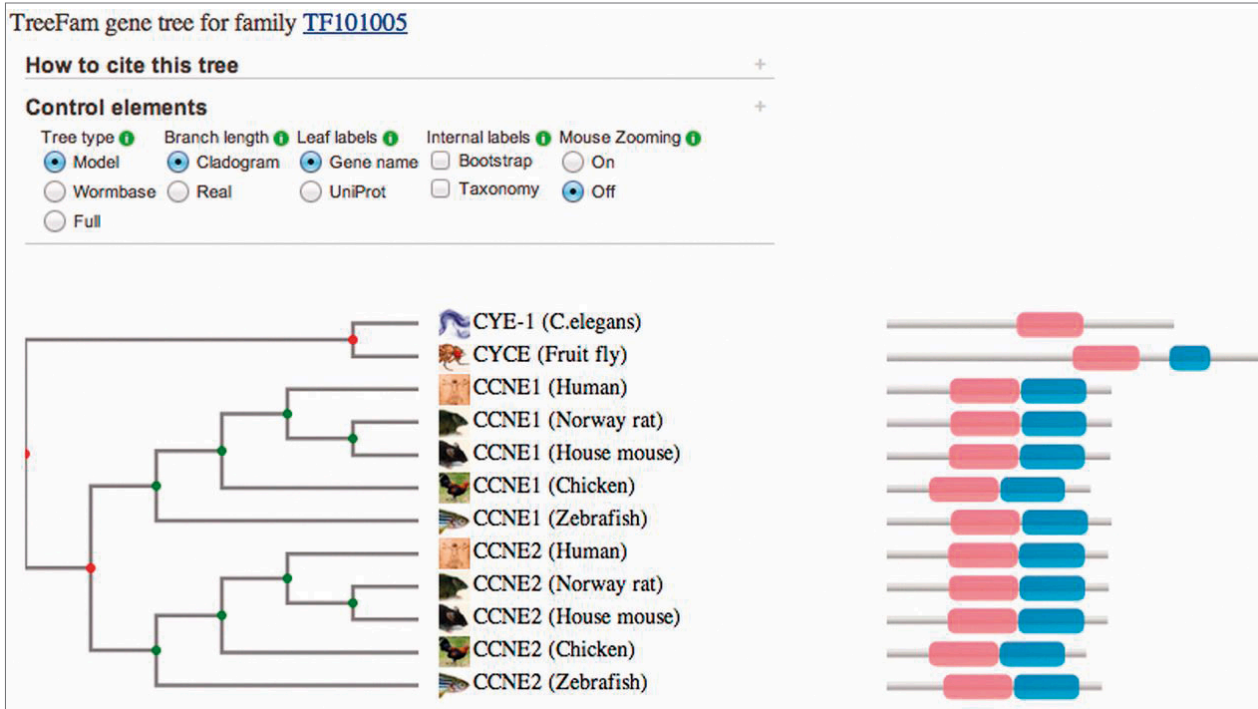 TreeFam gene tree for family TF101005
How to cite this tree +
Control elements +
Tree type i Branch length i Leaf labels i Internal labels i Mouse Zooming i
Model Cladogram Gene name Bootstrap On
Wormbase Real UniProt Taxonomy Off
Full
CYE-1 (C.elegans)
CYCE (Fruit fly)
CCNE1 (Human)
CCNE1 (Norway rat)
CCNE1 (House mouse)
CCNE1 (Chicken)
CCNE1 (Zebrafish)
CCNE2 (Human)
CCNE2 (Norway rat)
CCNE2 (House mouse)
CCNE2 (Chicken)
CCNE2 (Zebrafish)